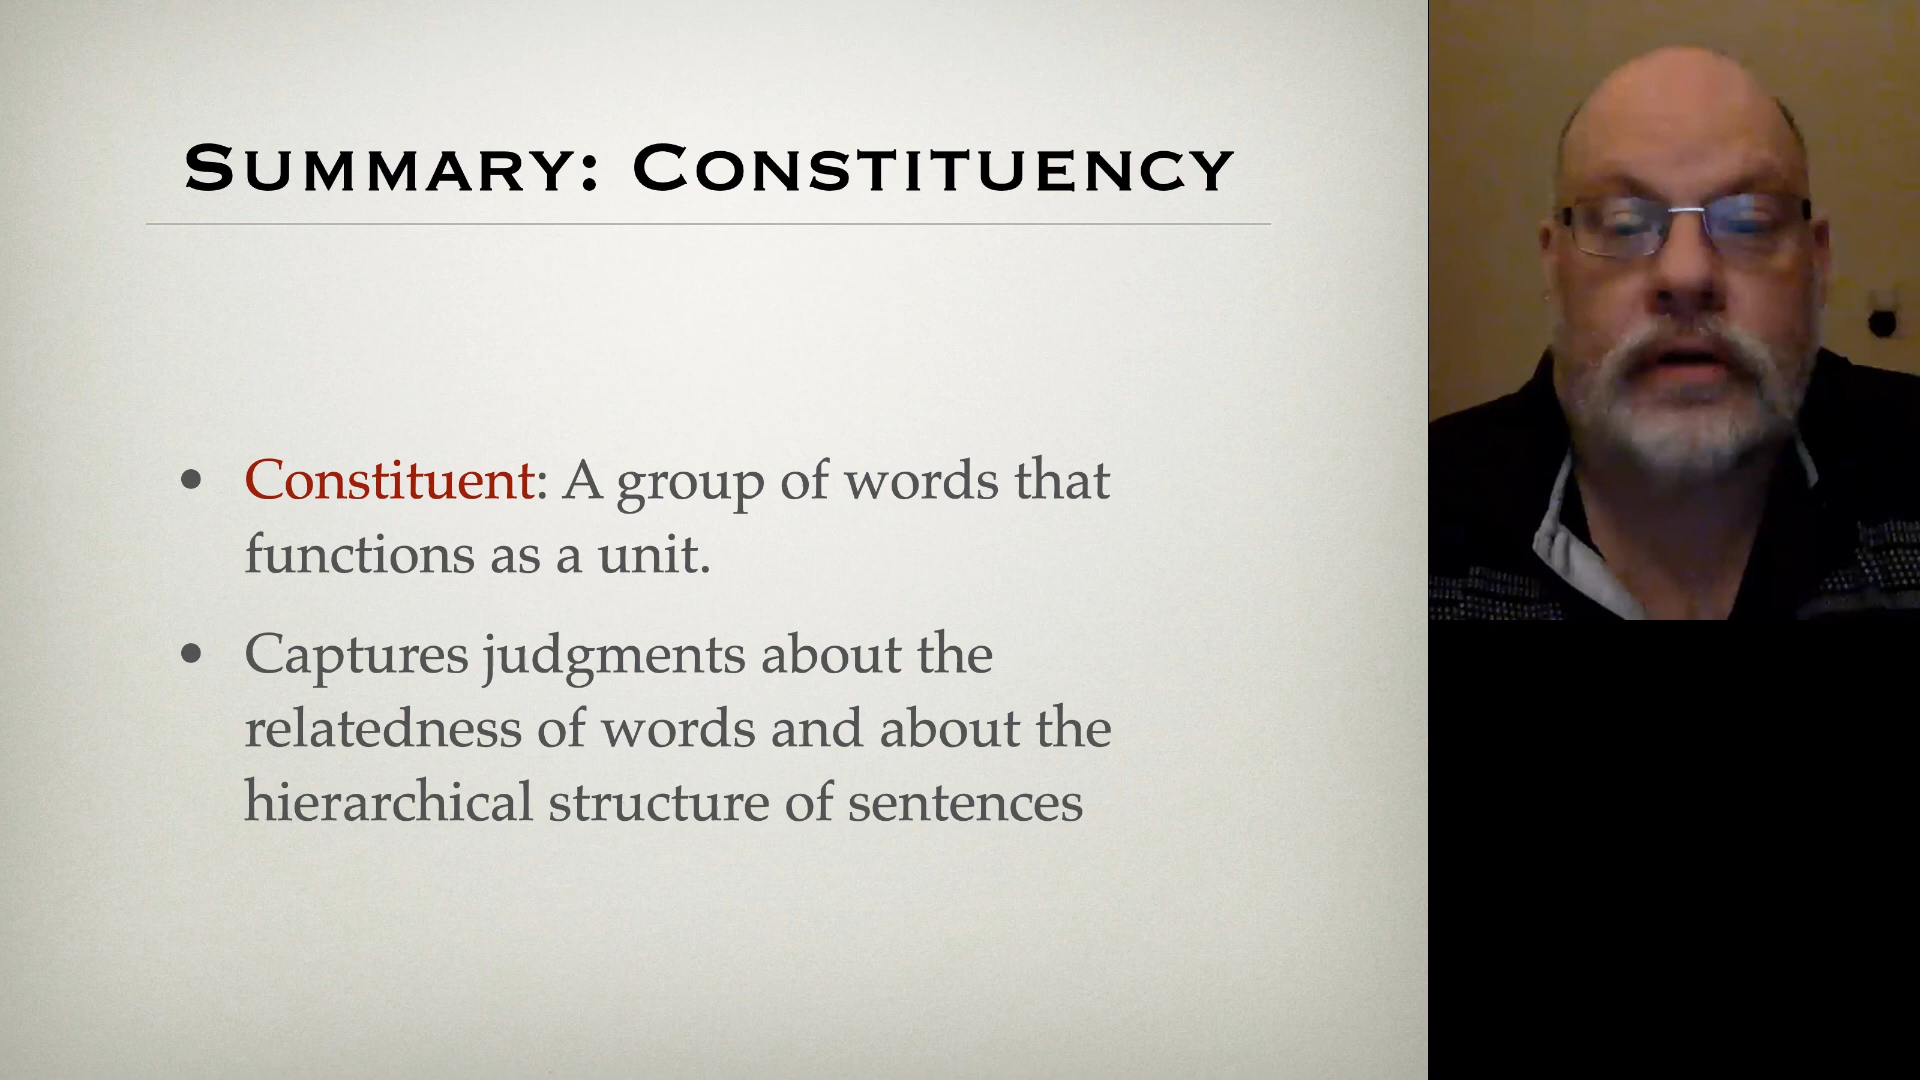 Summary: Constituency
• Constituent: A group of words that
functions as a unit.
• Captures judgments about the
relatedness of words and about the
hierarchical structure of sentences